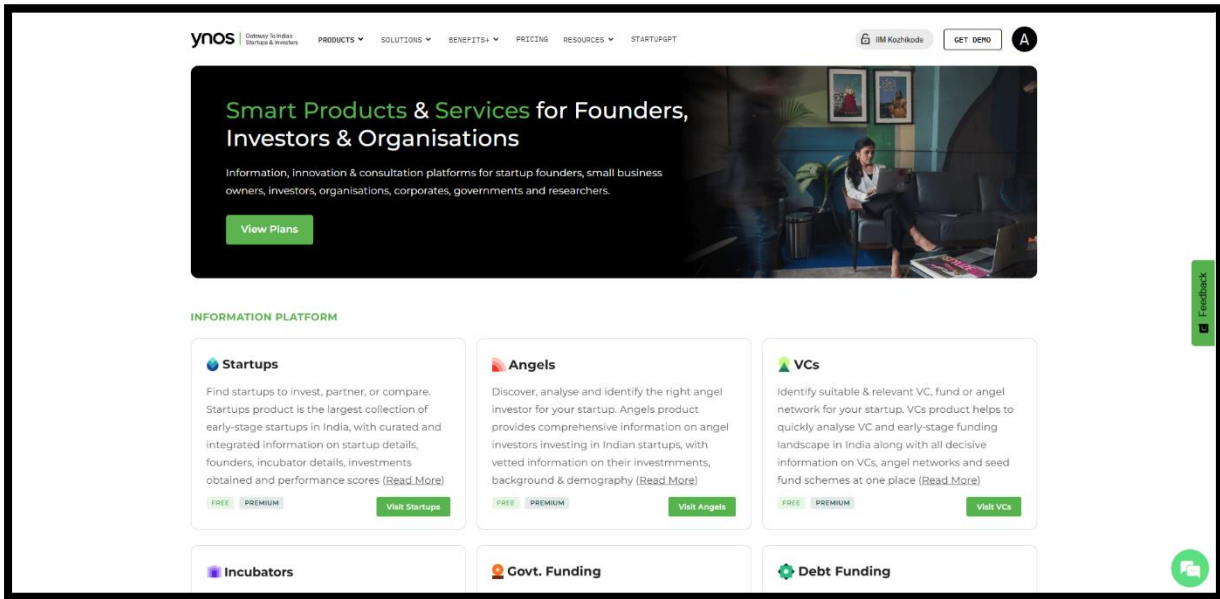 ynos
Gateway To Indias
Startups & Investors
PRODUCTS
SOLUTIONS
BENEFITS+
PRICING
RESOURCES
STARTUPGPT
IIM Kozhikode
GET DEMO
A
Smart Products & Services for Founders,
Investors & Organisations
Information, innovation & consultation platforms for startup founders, small business
owners, investors, organisations, corporates, governments and researchers.
View Plans
Feedback
INFORMATION PLATFORM
Startups
Find startups to invest, partner, or compare.
Startups product is the largest collection of
early-stage startups in India, with curated and
integrated information on startup details,
founders, incubator details, investments
obtained and performance scores (Read More)
FREE PREMIUM
Visit Startups
Angels
Discover, analyse and identify the right angel
investor for your startup. Angels product
provides comprehensive information on angel
investors investing in Indian startups, with
vetted information on their investmments,
background & demography (Read More)
FREE PREMIUM
Visit Angels
VCs
Identify suitable & relevant VC, fund or angel
network for your startup. VCs product helps to
quickly analyse VC and early-stage funding
landscape in India along with all decisive
information on VCs, angel networks and seed
fund schemes at one place (Read More)
FREE PREMIUM
Visit VCs
Incubators
Govt. Funding
Debt Funding